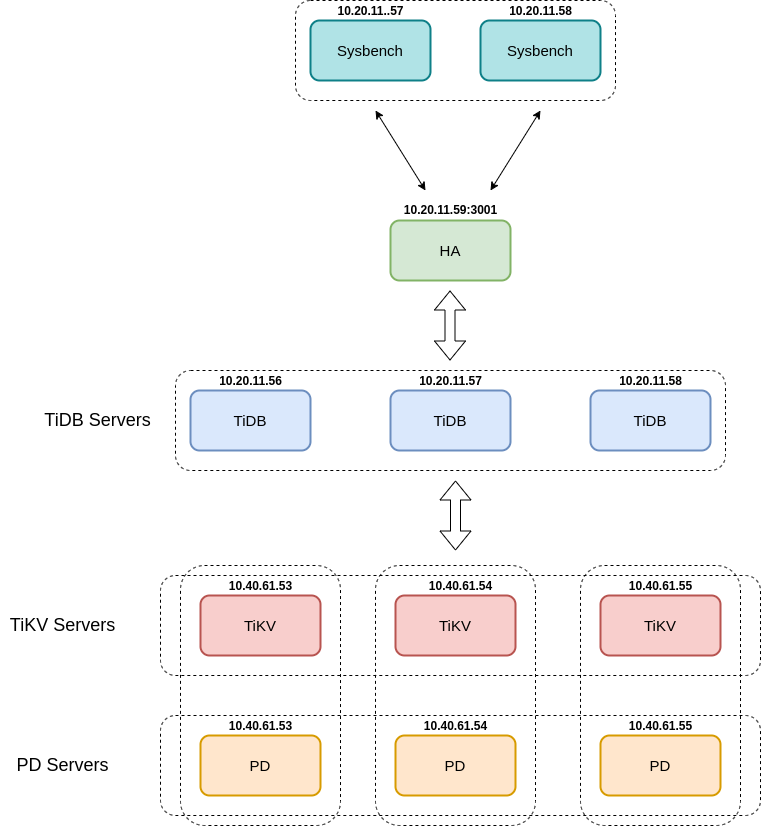 10.20.11..57
10.20.11.58
Sysbench
Sysbench
10.20.11.59:3001
HA
10.20.11.56
10.20.11.57
10.20.11.58
TiDB Servers
TiDB
TiDB
TiDB
10.40.61.53
10.40.61.54
10.40.61.55
TiKV Servers
TiKV
TiKV
TiKV
10.40.61.53
10.40.61.54
10.40.61.55
PD Servers
PD
PD
PD